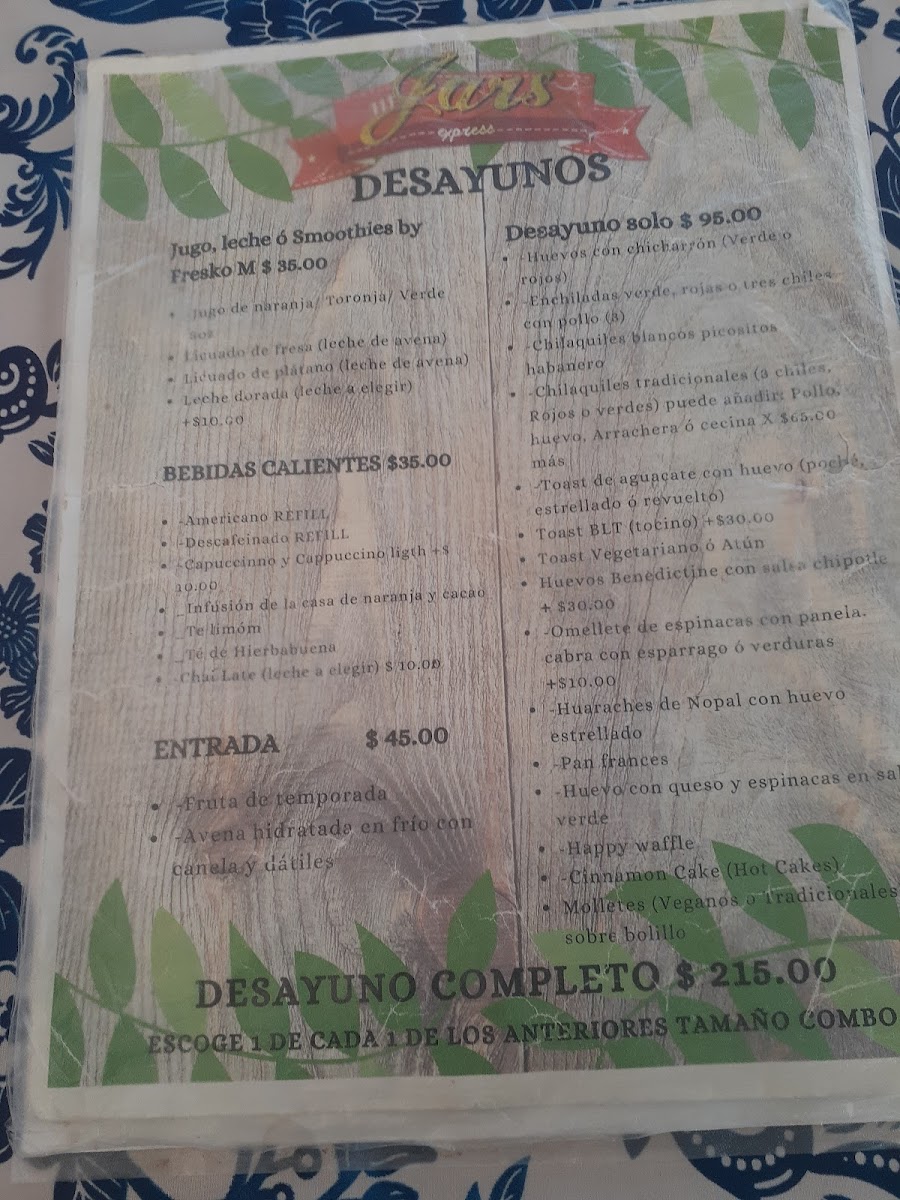 Jars
xpress
DESAYUNOS
Jugo, leche ó Smoothies by
Fresko M $ 35.00
Jugo de naranja/ Toronja/ Verde
8oz
Licuado de fresa (leche de avena)
Licuado de plátano (leche de avena)
Leche dorada (leche a elegir)
+$10.00
BEBIDAS CALIENTES $35.00
-Americano REFILL
-Descafeinado REFILL
-Capuccinno y Cappuccino ligth +$
10.00
_Infusión de la casa de naranja y cacao
_Te limóm
_Té de Hierbabuena
-Chai Late (leche a elegir) $ 10.00
ENTRADA $ 45.00
-Fruta de temporada
-Avena hidratada en frío con
canela y dátiles
Desayuno solo $ 95.00
-Huevos con chicharrón (Verde o
rojos)
-Enchiladas verde, rojas o tres chiles
con pollo (3)
-Chilaquiles blancos picositos
habanero
-Chilaquiles tradicionales (3 chiles,
Rojos o verdes) puede añadir: Pollo,
huevo, Arrachera ó cecina X $65.00
más
-Toast de aguacate con huevo (poché,
estrellado ó revuelto)
Toast BLT (tocino) +$30.00
Toast Vegetariano ó Atún
Huevos Benedictine con salsa chipotle
+ $30.00
-Omellete de espinacas con panela.
cabra con esparrago ó verduras
+$10.00
-Huaraches de Nopal con huevo
estrellado
-Pan frances
-Huevo con queso y espinacas en sal
verde
-Happy waffle
-Cinnamon Cake (Hot Cakes)
Molletes (Veganos o Tradicionales
sobre bolillo
DESAYUNO COMPLETO $ 215.00
ESCOGE 1 DE CADA 1 DE LOS ANTERIORES TAMAÑO COMBO